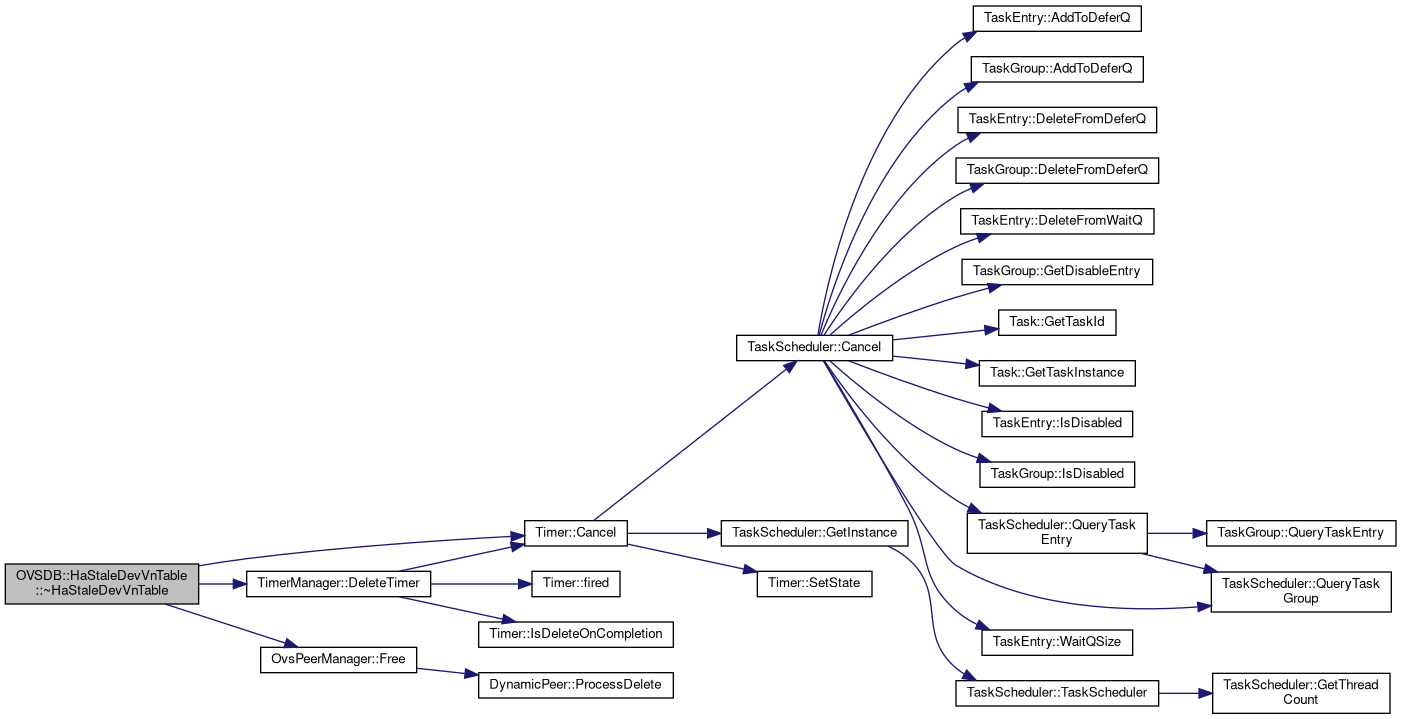 TaskEntry::AddToDeferQ
TaskGroup::AddToDeferQ
TaskEntry::DeleteFromDeferQ
TaskGroup::DeleteFromDeferQ
TaskEntry::DeleteFromWaitQ
TaskGroup::GetDisableEntry
Task::GetTaskId
TaskScheduler::Cancel
Task::GetTaskInstance
TaskEntry::IsDisabled
TaskGroup::IsDisabled
TaskScheduler::QueryTask
Entry
Timer::Cancel
TaskScheduler::GetInstance
TaskGroup::QueryTaskEntry
OVSDB::HaStaleDevVnTable
::~HaStaleDevVnTable
TimerManager::DeleteTimer
Timer::fired
Timer::SetState
TaskScheduler::QueryTask
Group
Timer::IsDeleteOnCompletion
TaskEntry::WaitQSize
OvsPeerManager::Free
DynamicPeer::ProcessDelete
TaskScheduler::TaskScheduler
TaskScheduler::GetThread
Count